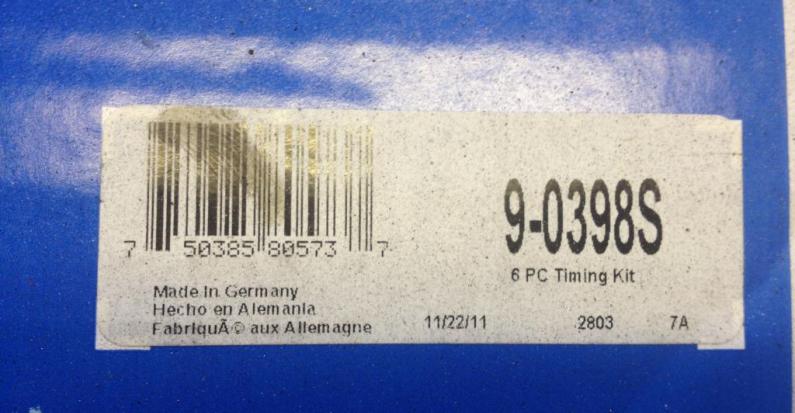 7 50385 80573 7
9-0398S
6 PC Timing Kit
Made In Germany
Hecho en Alemania
FabriquÃ© aux Allemagne
11/22/11 2803 7A